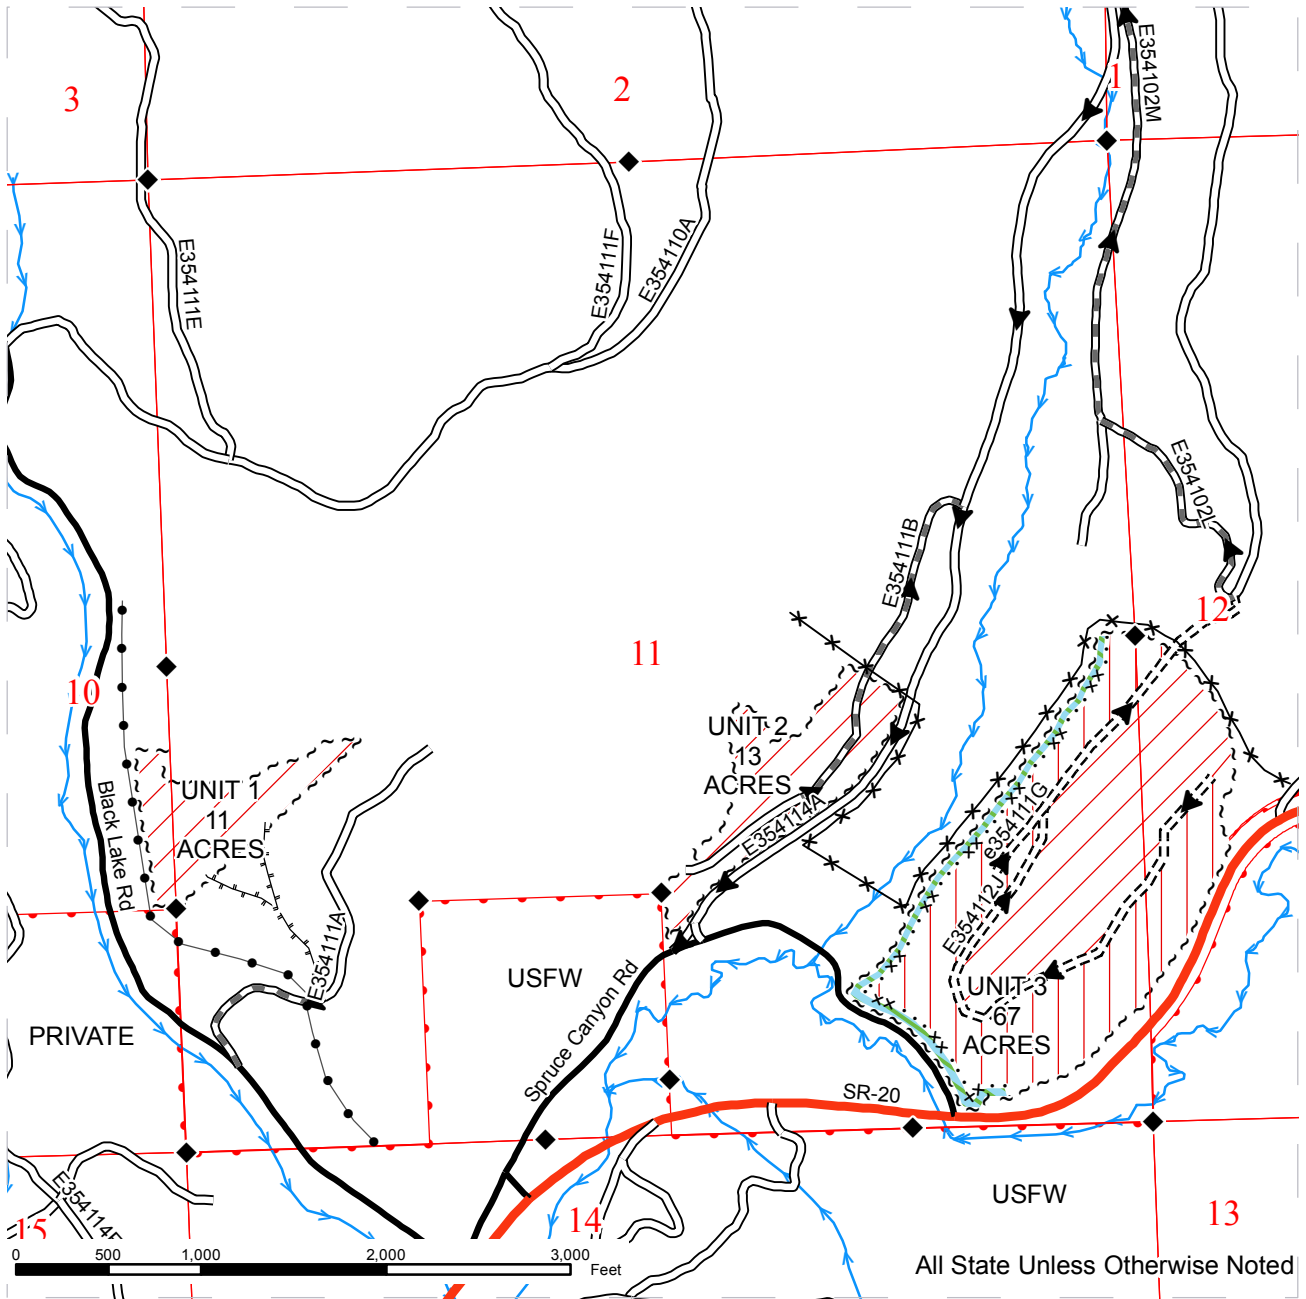 3
2
1
E354102M
E354111E
E354111F
E354110A
E354102L
E354111B
12
11
10
Black Lake Rd
UNIT 1
11
ACRES
UNIT 2
13
ACRES
E354114A
e354111G
E354112J
E354111A
UNIT 3
67
ACRES
USFW
Spruce Canyon Rd
PRIVATE
SR-20
USFW
15
14
13
0 500 1,000 2,000 3,000
Feet
All State Unless Otherwise Noted